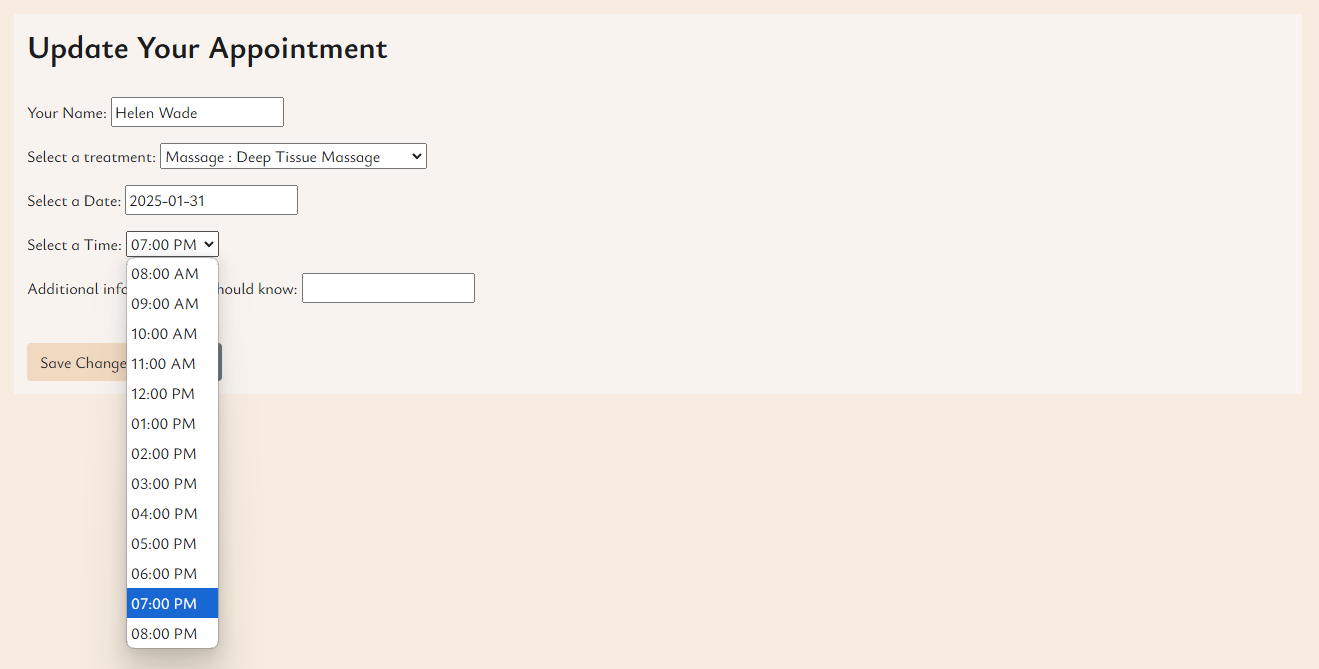 Update Your Appointment
Your Name: Helen Wade
Select a treatment: Massage : Deep Tissue Massage
Select a Date: 2025-01-31
Select a Time: 07:00 PM
08:00 AM
Additional info hould know:
09:00 AM
10:00 AM
Save Change
11:00 AM
12:00 PM
01:00 PM
02:00 PM
03:00 PM
04:00 PM
05:00 PM
06:00 PM
07:00 PM
08:00 PM